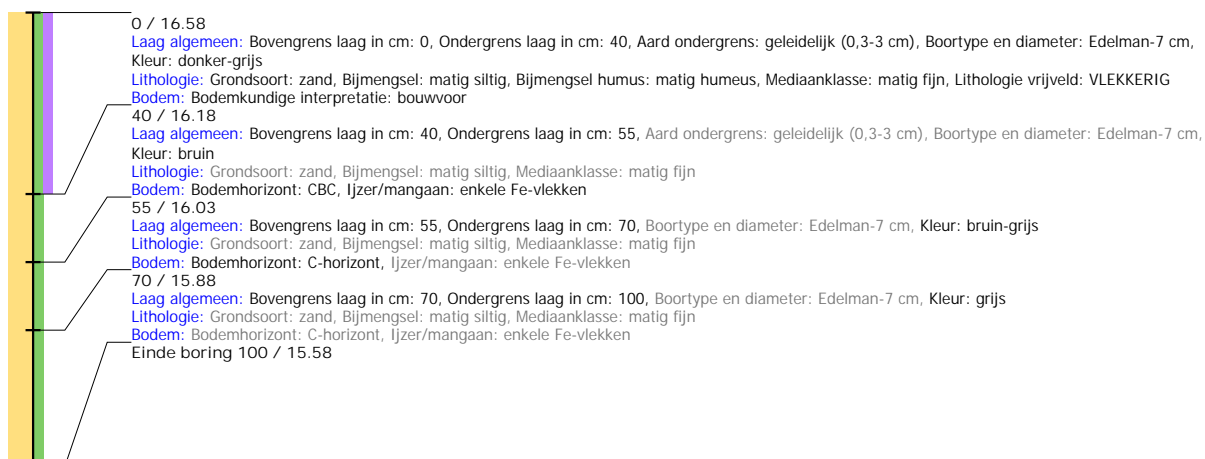 0 / 16.58
Laag algemeen: Bovengrens laag in cm: 0, Ondergrens laag in cm: 40, Aard ondergrens: geleidelijk (0,3-3 cm), Boortype en diameter: Edelman-7 cm,
Kleur: donker-grijs
Lithologie: Grondsoort: zand, Bijmengsel: matig siltig, Bijmengsel humus: matig humeus, Mediaanklasse: matig fijn, Lithologie vrijveld: VLEKKERIG
Bodem: Bodemkundige interpretatie: bouwvoor
40 / 16.18
Laag algemeen: Bovengrens laag in cm: 40, Ondergrens laag in cm: 55, Aard ondergrens: geleidelijk (0,3-3 cm), Boortype en diameter: Edelman-7 cm,
Kleur: bruin
Lithologie: Grondsoort: zand, Bijmengsel: matig siltig, Mediaanklasse: matig fijn
Bodem: Bodemhorizont: CBC, Ijzer/mangaan: enkele Fe-vlekken
55 / 16.03
Laag algemeen: Bovengrens laag in cm: 55, Ondergrens laag in cm: 70, Boortype en diameter: Edelman-7 cm, Kleur: bruin-grijs
Lithologie: Grondsoort: zand, Bijmengsel: matig siltig, Mediaanklasse: matig fijn
Bodem: Bodemhorizont: C-horizont, Ijzer/mangaan: enkele Fe-vlekken
70 / 15.88
Laag algemeen: Bovengrens laag in cm: 70, Ondergrens laag in cm: 100, Boortype en diameter: Edelman-7 cm, Kleur: grijs
Lithologie: Grondsoort: zand, Bijmengsel: matig siltig, Mediaanklasse: matig fijn
Bodem: Bodemhorizont: C-horizont, Ijzer/mangaan: enkele Fe-vlekken
Einde boring 100 / 15.58